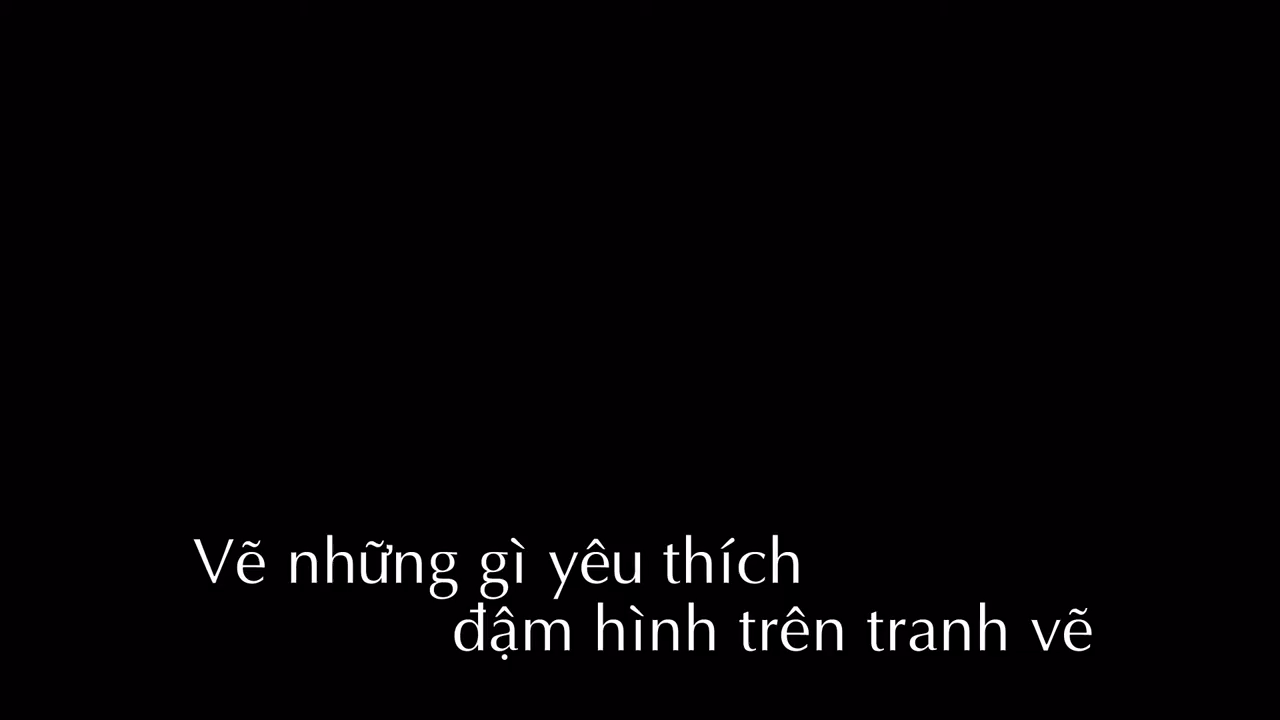 Vẽ những gì yêu thích
đậm hình trên tranh vẽ